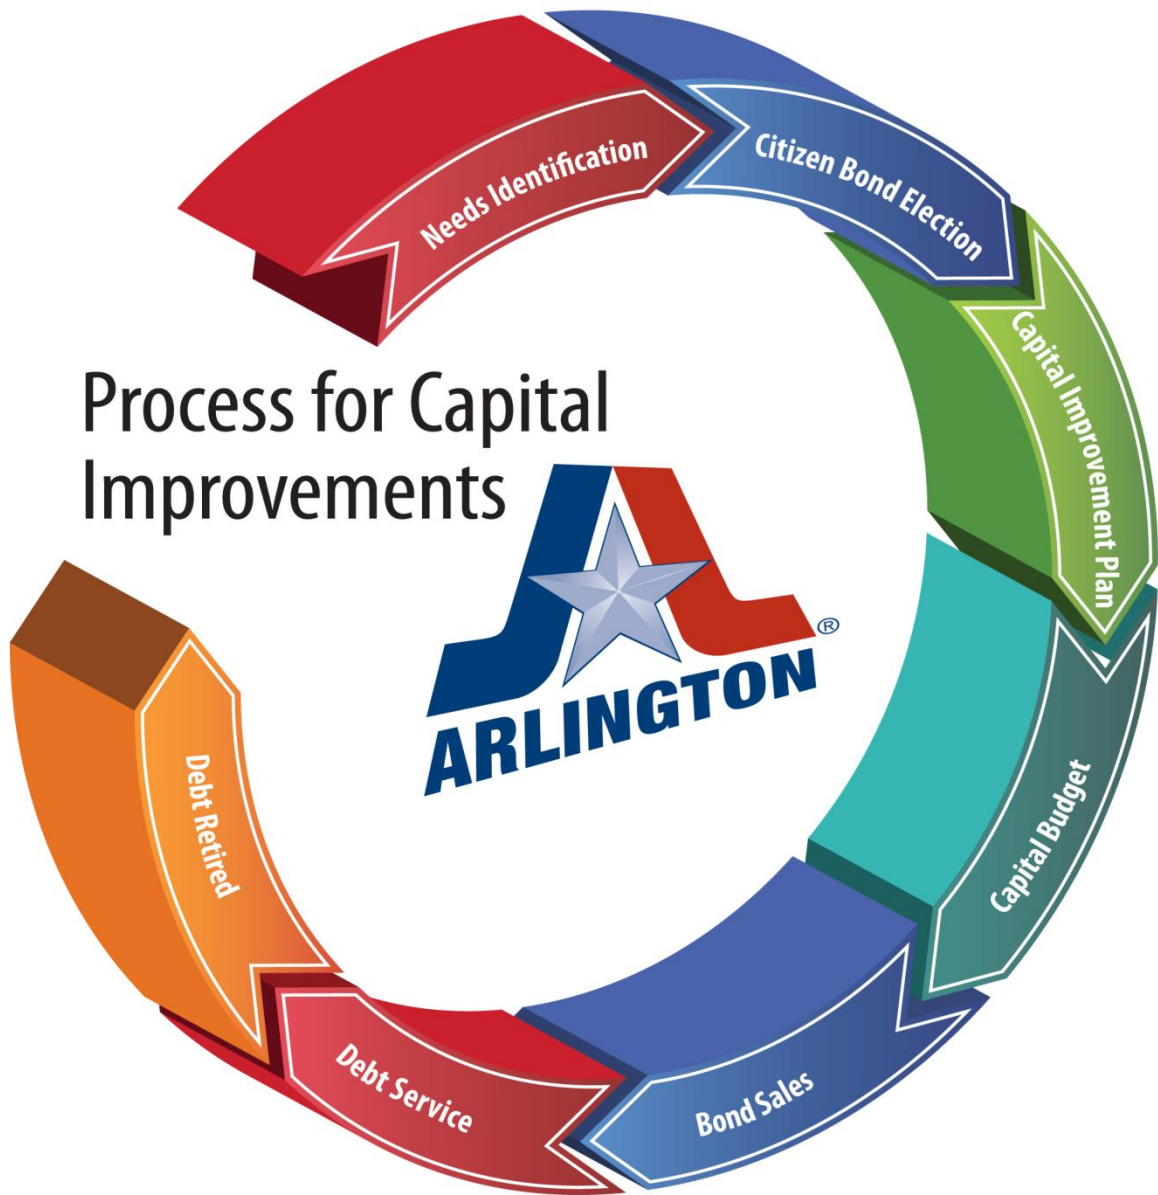 Needs Identification
Citizen Bond Election
Capital Improvement Plan
Process for Capital
Improvements
®
ARLINGTON
Capital Budget
Bond Sales
Debt Service
Debt Retired